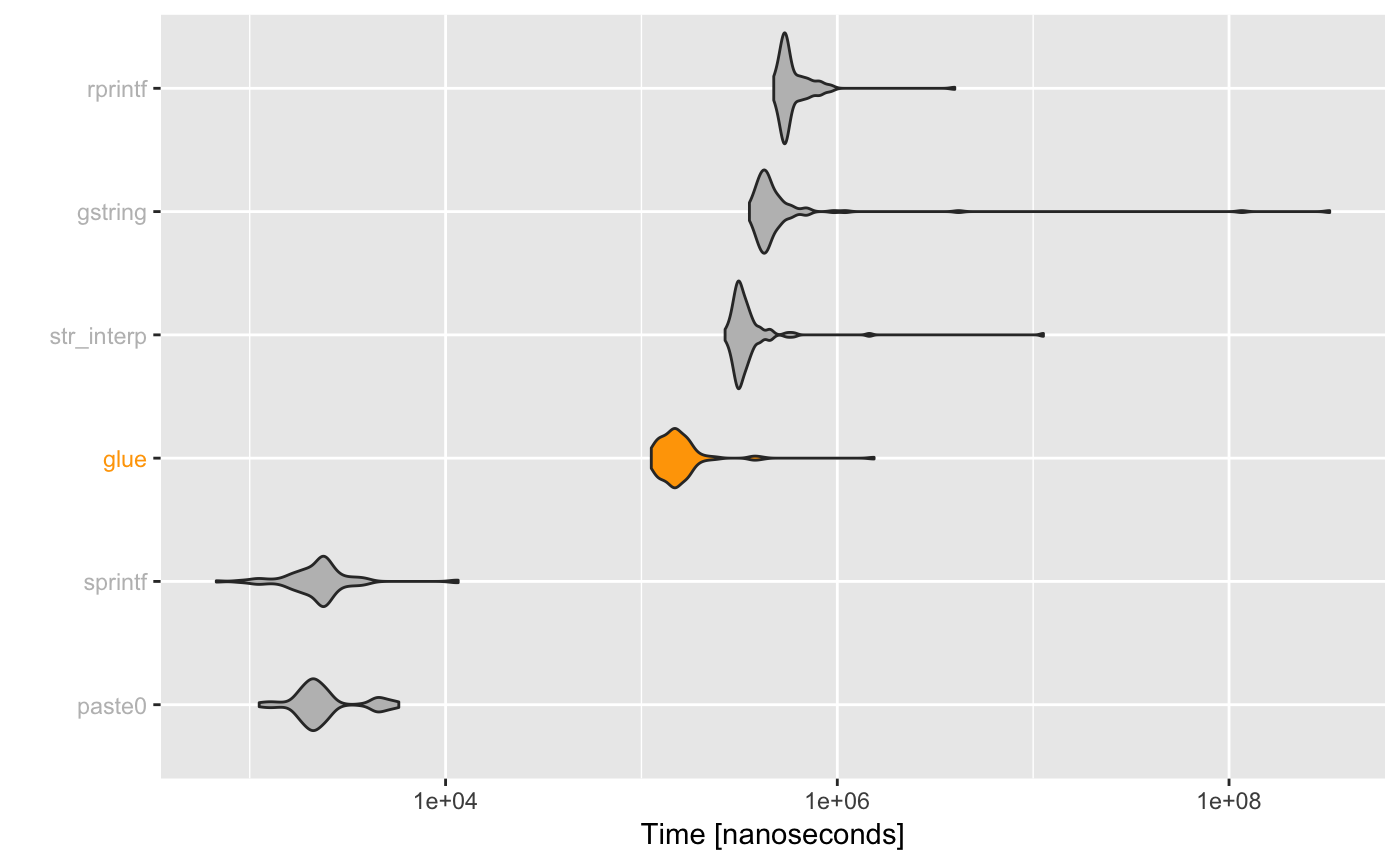 rprintf
gstring
str_interp
glue
sprintf
paste0
1e+04 1e+06 1e+08
Time [nanoseconds]